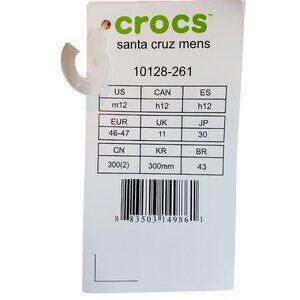 crocs™
santa cruz mens
10128-261
US CAN ES
m12 h12 h12
EUR UK JP
46-47 11 30
CN KR BR
300(2) 300mm 43
8 83503 14986 1